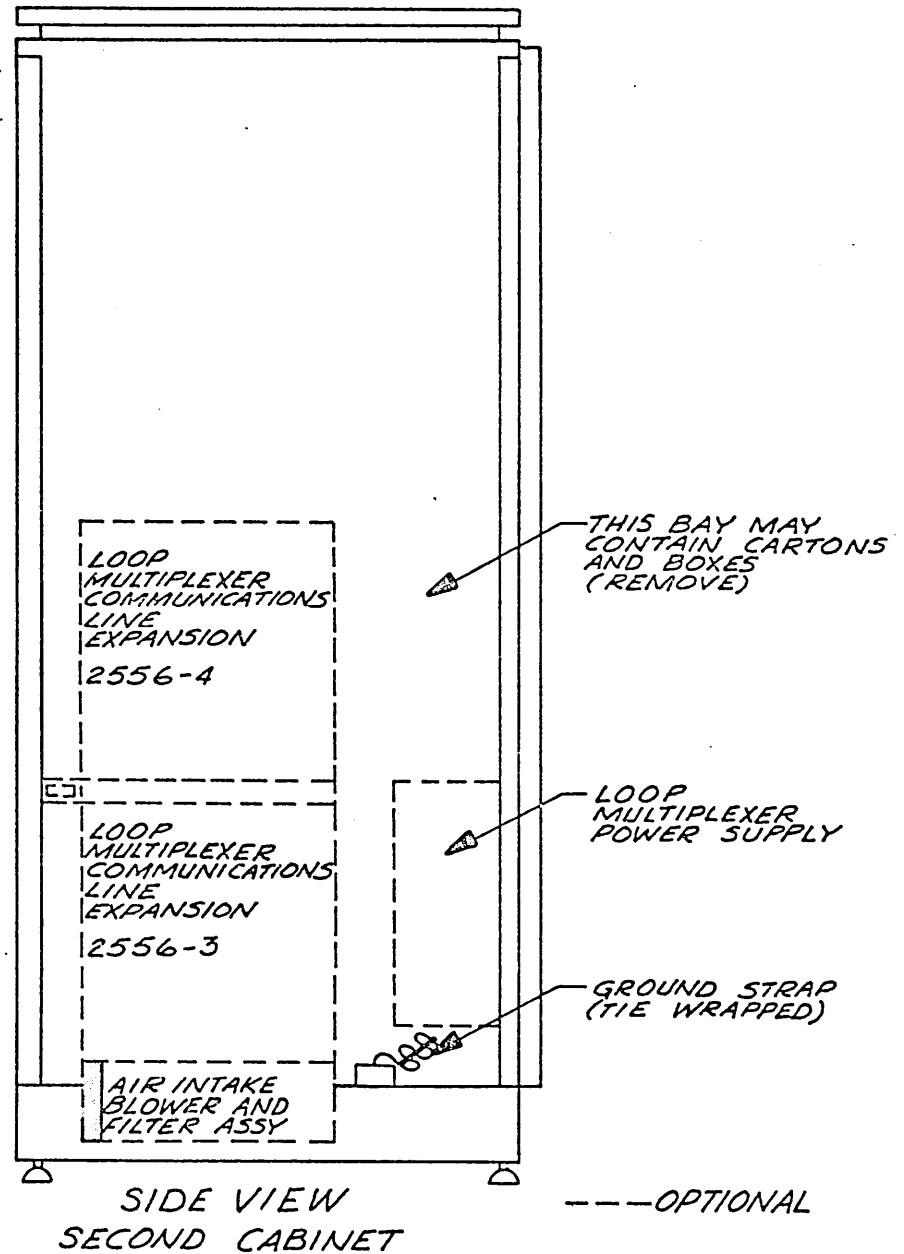 LOOP
MULTIPLEXER
COMMUNICATIONS
LINE
EXPANSION
2556-4
THIS BAY MAY
CONTAIN CARTONS
AND BOXES
(REMOVE)
LOOP
MULTIPLEXER
COMMUNICATIONS
LINE
EXPANSION
2556-3
LOOP
MULTIPLEXER
POWER SUPPLY
GROUND STRAP
(TIE WRAPPED)
AIR INTAKE
BLOWER AND
FILTER ASSY
SIDE VIEW
SECOND CABINET
---OPTIONAL